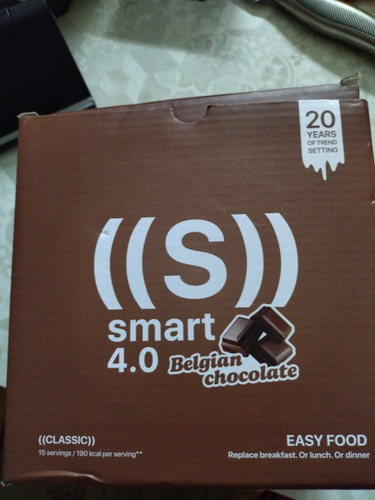 20
YEARS
OF TREND
SETTING
((S))
smart
4.0
Belgian
chocolate
((CLASSIC))
15 servings / 190 kcal per serving**
EASY FOOD
Replace breakfast. Or lunch. Or dinner